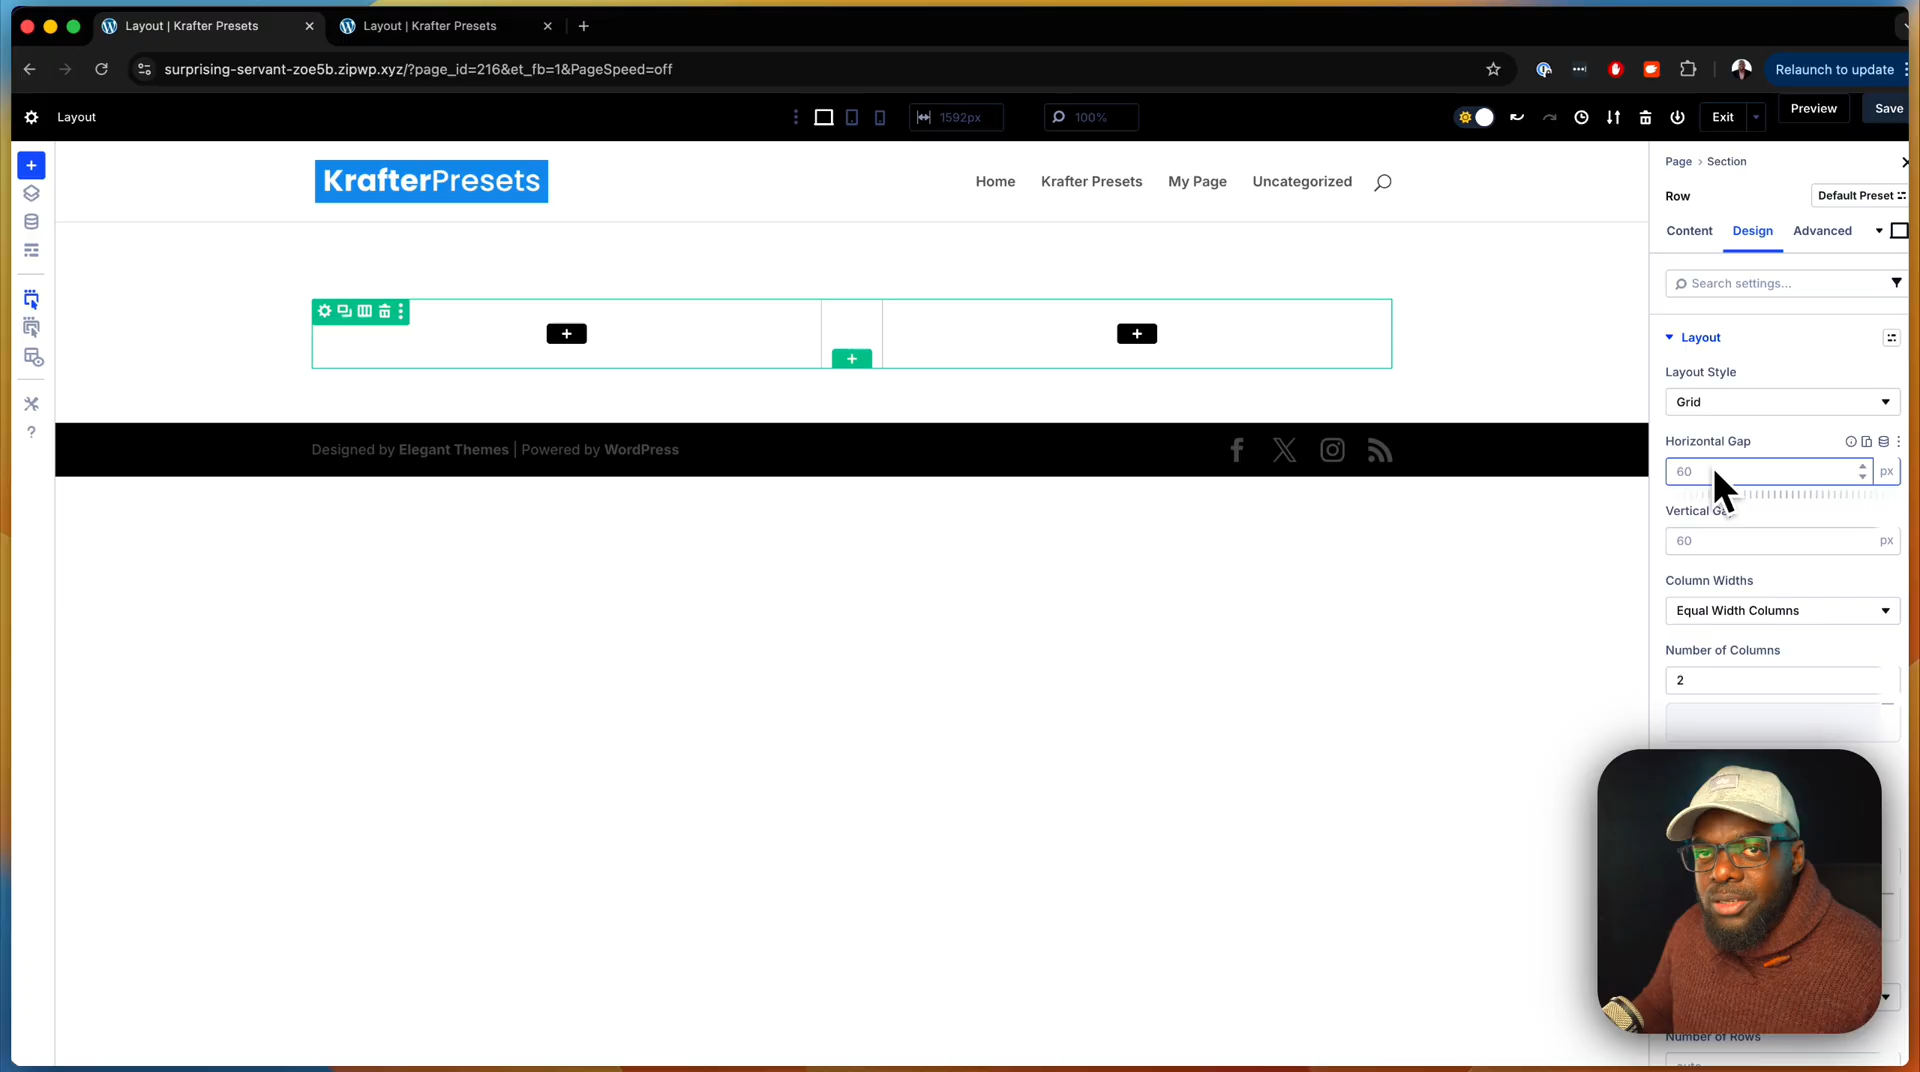 Layout | Krafter Presets
Layout | Krafter Presets
surprising-servant-zoe5b.zipwp.xyz/?page_id=216&et_fb=1&PageSpeed=off
Relaunch to update
Layout
1592px
100%
Exit
Preview
Save
KrafterPresets
Home
Krafter Presets
My Page
Uncategorized
Page > Section
Row
Default Preset
Content
Design
Advanced
Search settings...
Layout
Layout Style
Grid
Horizontal Gap
60
px
Vertical
60
px
Column Widths
Equal Width Columns
Number of Columns
2
Number of Rows
Designed by Elegant Themes | Powered by WordPress
?